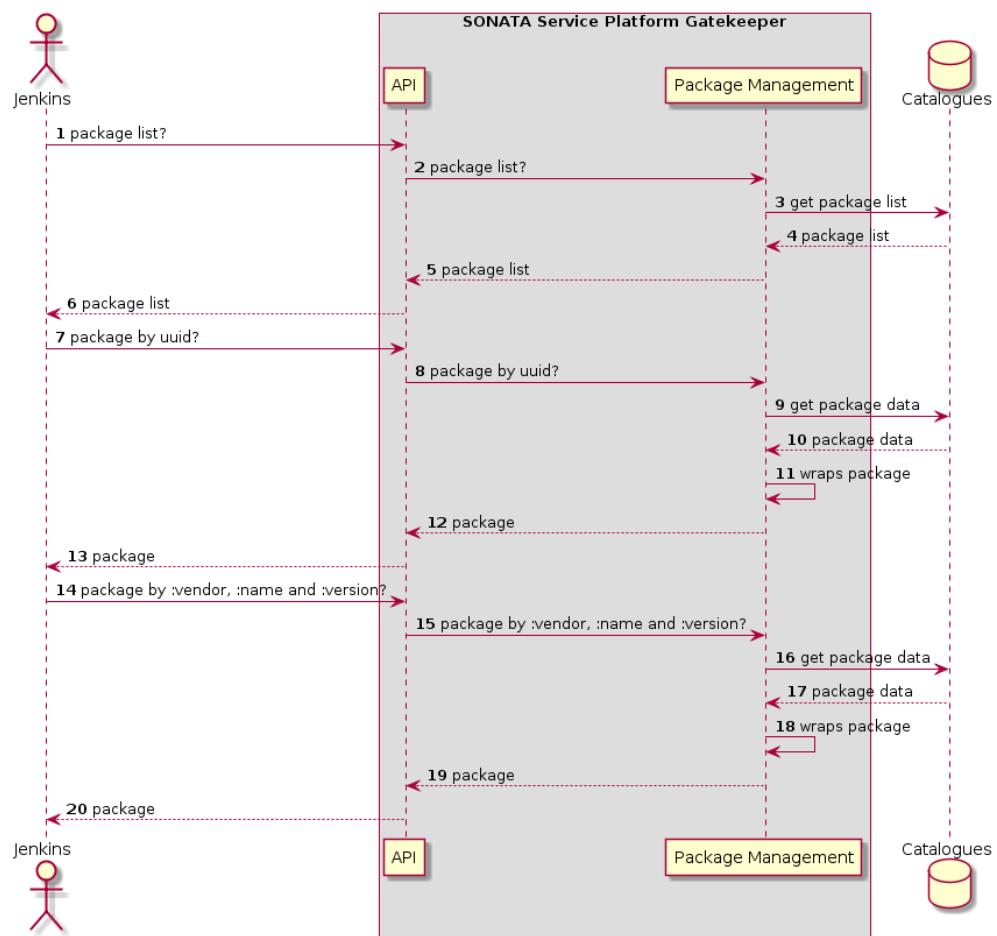 SONATA Service Platform Gatekeeper
Jenkins
API
Package Management
Catalogues
1 package list?
2 package list?
3 get package list
4 package list
5 package list
6 package list
7 package by uuid?
8 package by uuid?
9 get package data
10 package data
11 wraps package
12 package
13 package
14 package by :vendor, :name and :version?
15 package by :vendor, :name and :version?
16 get package data
17 package data
18 wraps package
19 package
20 package
Jenkins
API
Package Management
Catalogues